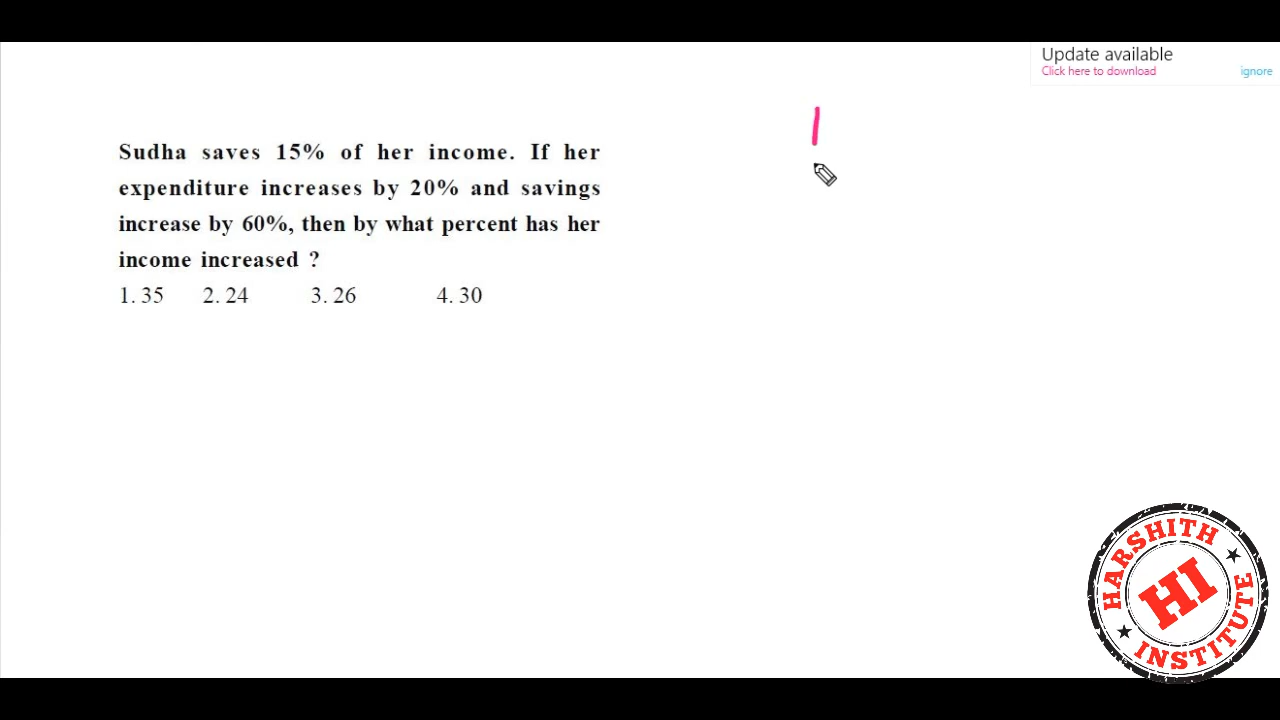 Update available
Click here to download ignore
Sudha saves 15% of her income. If her
expenditure increases by 20% and savings
increase by 60%, then by what percent has her
income increased ?
1. 35 2. 24 3. 26 4. 30
HARSHITH
HI
INSTITUTE